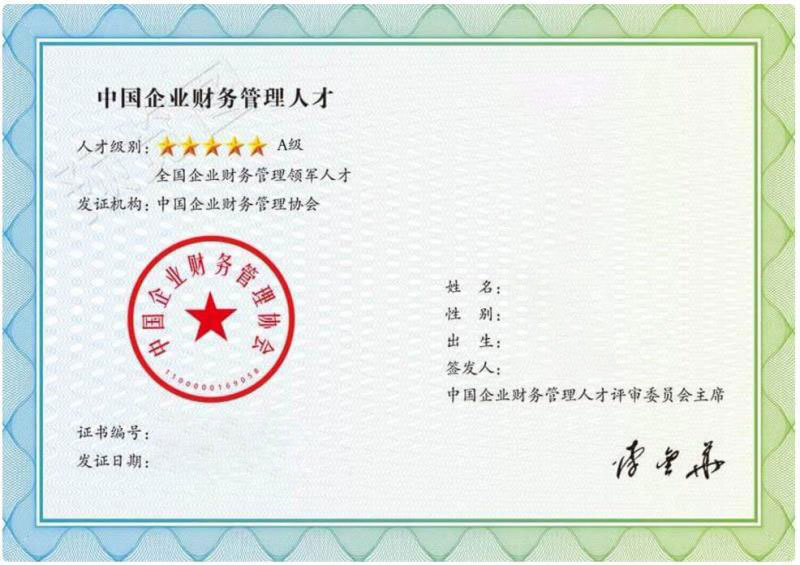 中国企业财务管理人才
人才级别：★★★★★ A级
全国企业财务管理领军人才
发证机构：中国企业财务管理协会
中国企业财务管理协会
1100000169058
姓 名：
性 别：
出 生：
签发人：
中国企业财务管理人才评审委员会主席
证书编号：
发证日期：